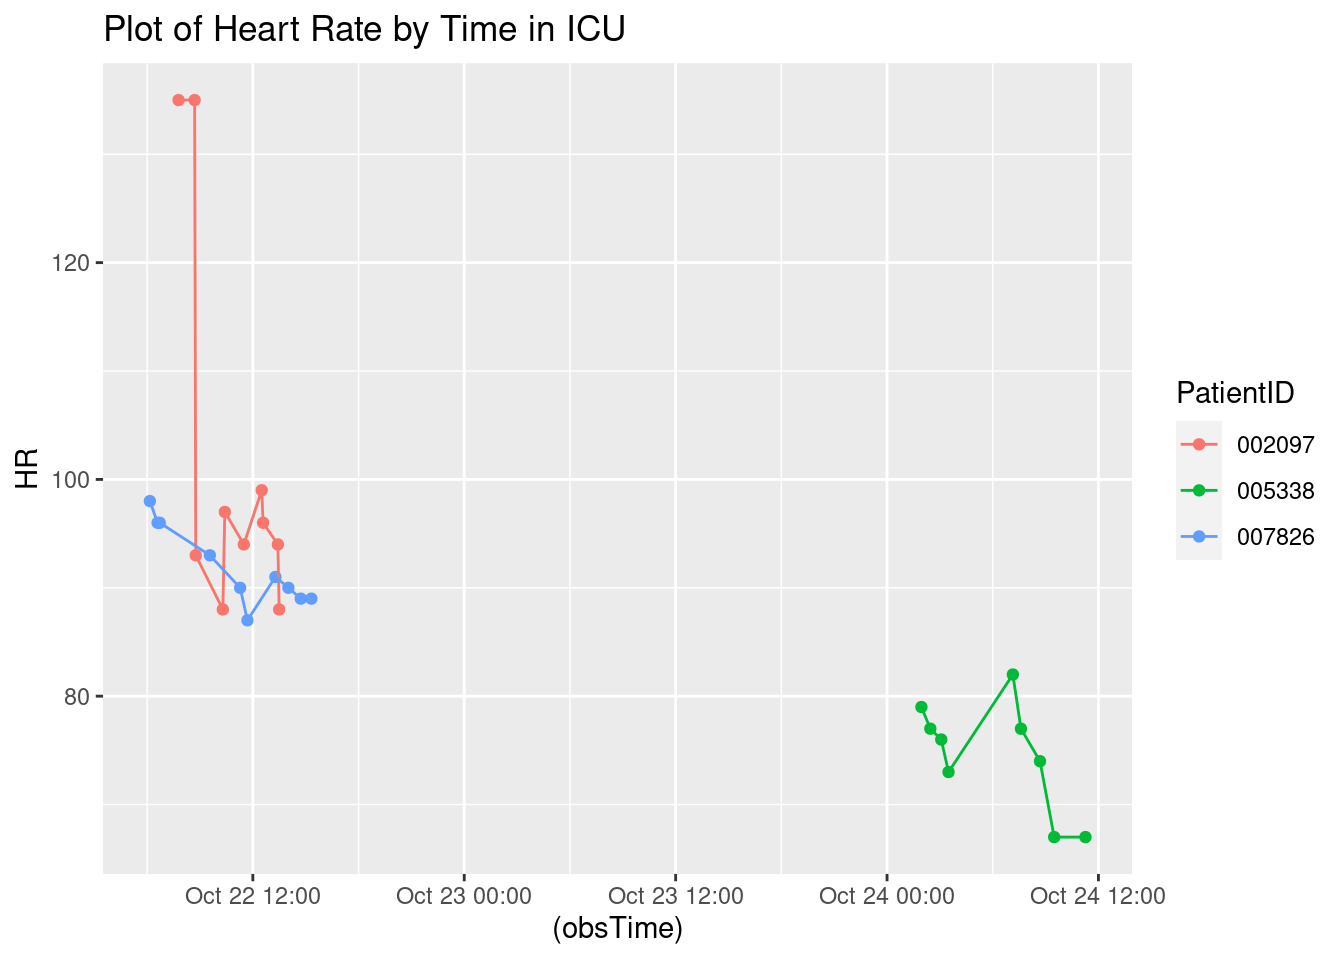 Plot of Heart Rate by Time in ICU
120
100
80
HR
Oct 22 12:00 Oct 23 00:00 Oct 23 12:00 Oct 24 00:00 Oct 24 12:00
(obsTime)
PatientID
002097
005338
007826